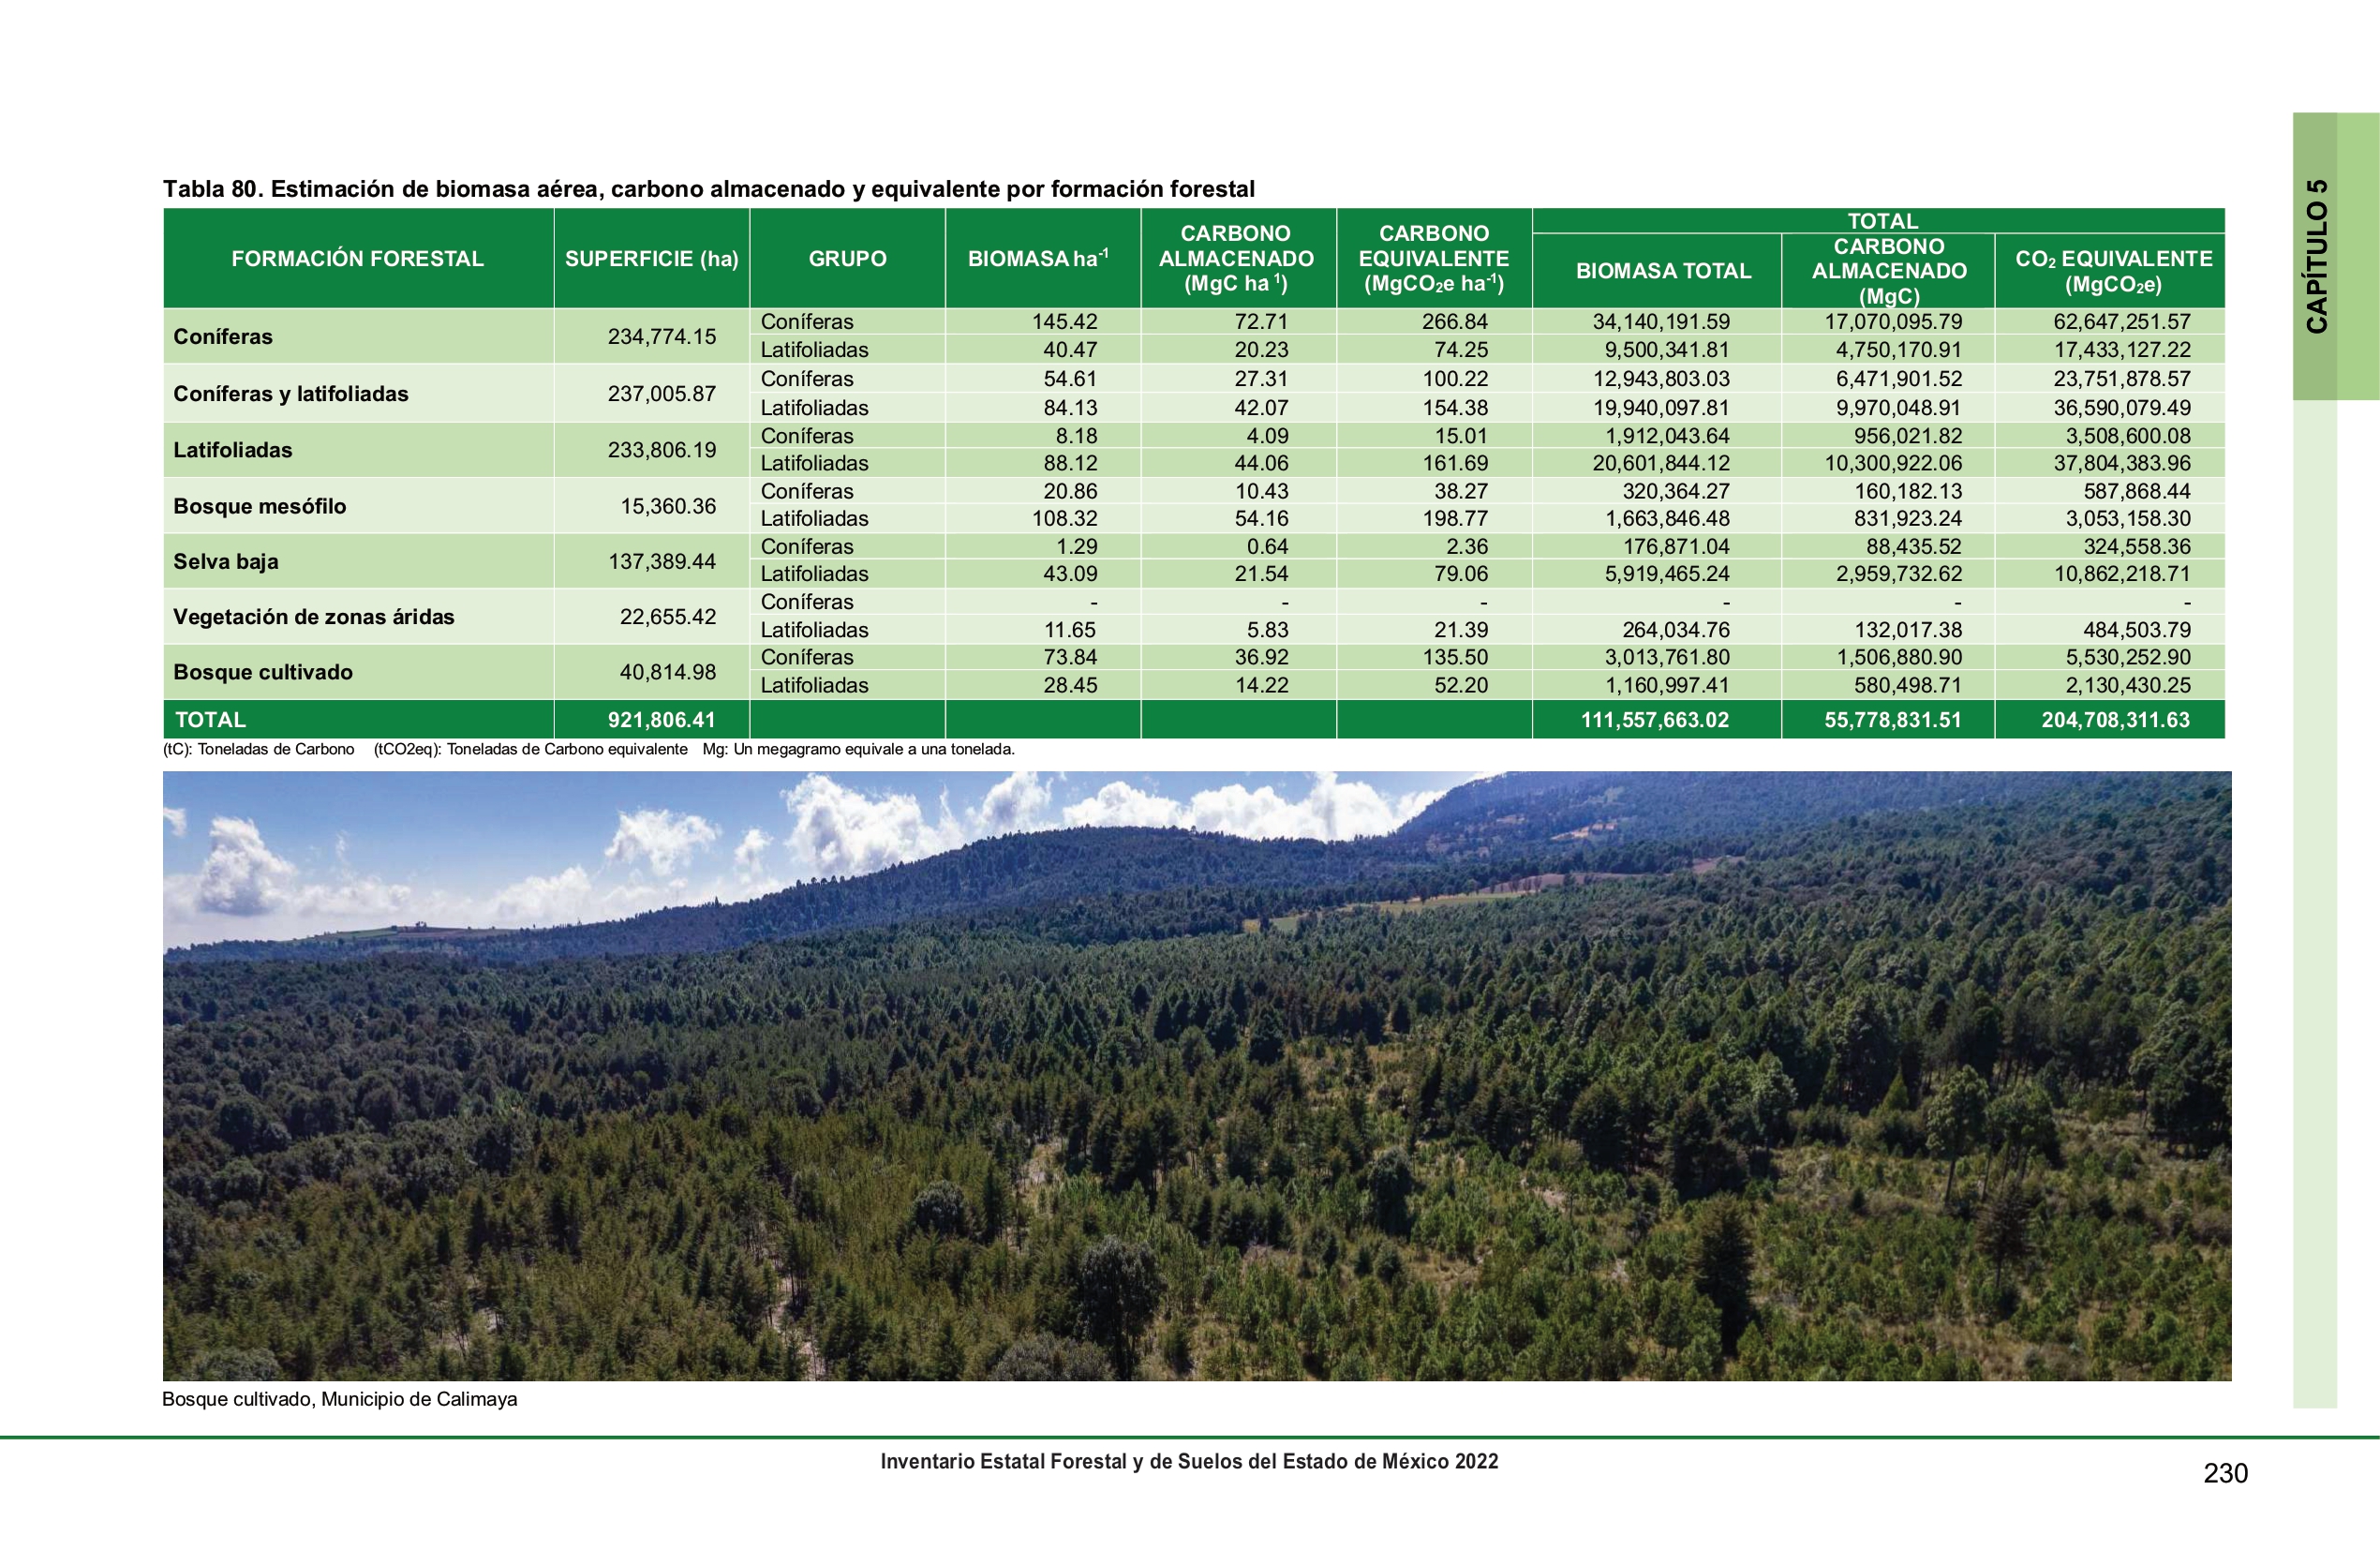 CAPÍTULO 5
Tabla 80. Estimación de biomasa aérea, carbono almacenado y equivalente por formación forestal
FORMACIÓN FORESTAL SUPERFICIE (ha) GRUPO BIOMASA ha-1 CARBONO ALMACENADO (MgC ha 1) CARBONO EQUIVALENTE (MgCO2e ha-1) TOTAL
BIOMASA TOTAL CARBONO ALMACENADO (MgC) CO2 EQUIVALENTE (MgCO2e)
Coníferas 234,774.15 Coníferas 145.42 72.71 266.84 34,140,191.59 17,070,095.79 62,647,251.57
Latifoliadas 40.47 20.23 74.25 9,500,341.81 4,750,170.91 17,433,127.22
Coníferas y latifoliadas 237,005.87 Coníferas 54.61 27.31 100.22 12,943,803.03 6,471,901.52 23,751,878.57
Latifoliadas 84.13 42.07 154.38 19,940,097.81 9,970,048.91 36,590,079.49
Latifoliadas 233,806.19 Coníferas 8.18 4.09 15.01 1,912,043.64 956,021.82 3,508,600.08
Latifoliadas 88.12 44.06 161.69 20,601,844.12 10,300,922.06 37,804,383.96
Bosque mesófilo 15,360.36 Coníferas 20.86 10.43 38.27 320,364.27 160,182.13 587,868.44
Latifoliadas 108.32 54.16 198.77 1,663,846.48 831,923.24 3,053,158.30
Selva baja 137,389.44 Coníferas 1.29 0.64 2.36 176,871.04 88,435.52 324,558.36
Latifoliadas 43.09 21.54 79.06 5,919,465.24 2,959,732.62 10,862,218.71
Vegetación de zonas áridas 22,655.42 Coníferas - - - - - -
Latifoliadas 11.65 5.83 21.39 264,034.76 132,017.38 484,503.79
Bosque cultivado 40,814.98 Coníferas 73.84 36.92 135.50 3,013,761.80 1,506,880.90 5,530,252.90
Latifoliadas 28.45 14.22 52.20 1,160,997.41 580,498.71 2,130,430.25
TOTAL 921,806.41 111,557,663.02 55,778,831.51 204,708,311.63
(tC): Toneladas de Carbono (tCO2eq): Toneladas de Carbono equivalente Mg: Un megagramo equivale a una tonelada.
Bosque cultivado, Municipio de Calimaya
Inventario Estatal Forestal y de Suelos del Estado de México 2022
230